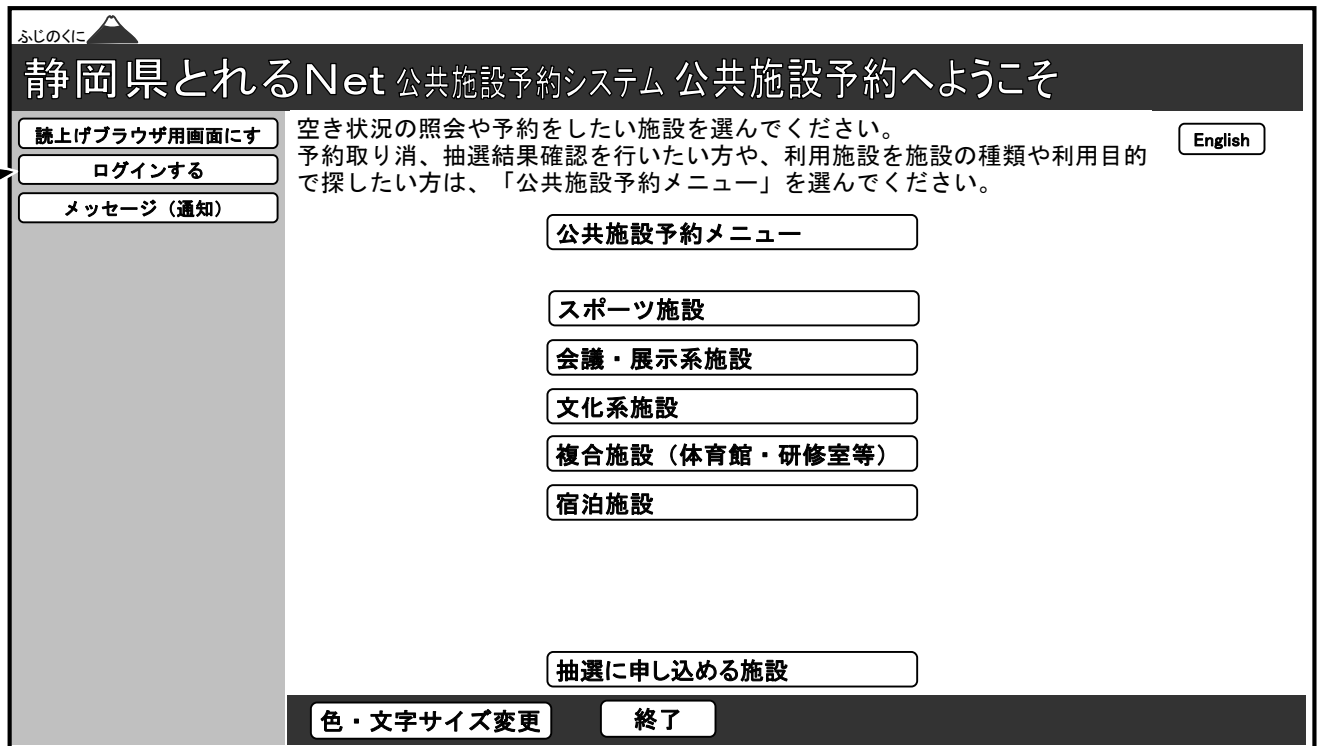 ふじのくに
静岡県とれるNet 公共施設予約システム 公共施設予約へようこそ
読上げブラウザ用画面にす
ログインする
メッセージ（通知）
空き状況の照会や予約をしたい施設を選んでください。
予約取り消、抽選結果確認を行いたい方や、利用施設を施設の種類や利用目的
で探したい方は、「公共施設予約メニュー」を選んでください。
English
公共施設予約メニュー
スポーツ施設
会議・展示系施設
文化系施設
複合施設（体育館・研修室等）
宿泊施設
抽選に申し込める施設
色・文字サイズ変更
終了